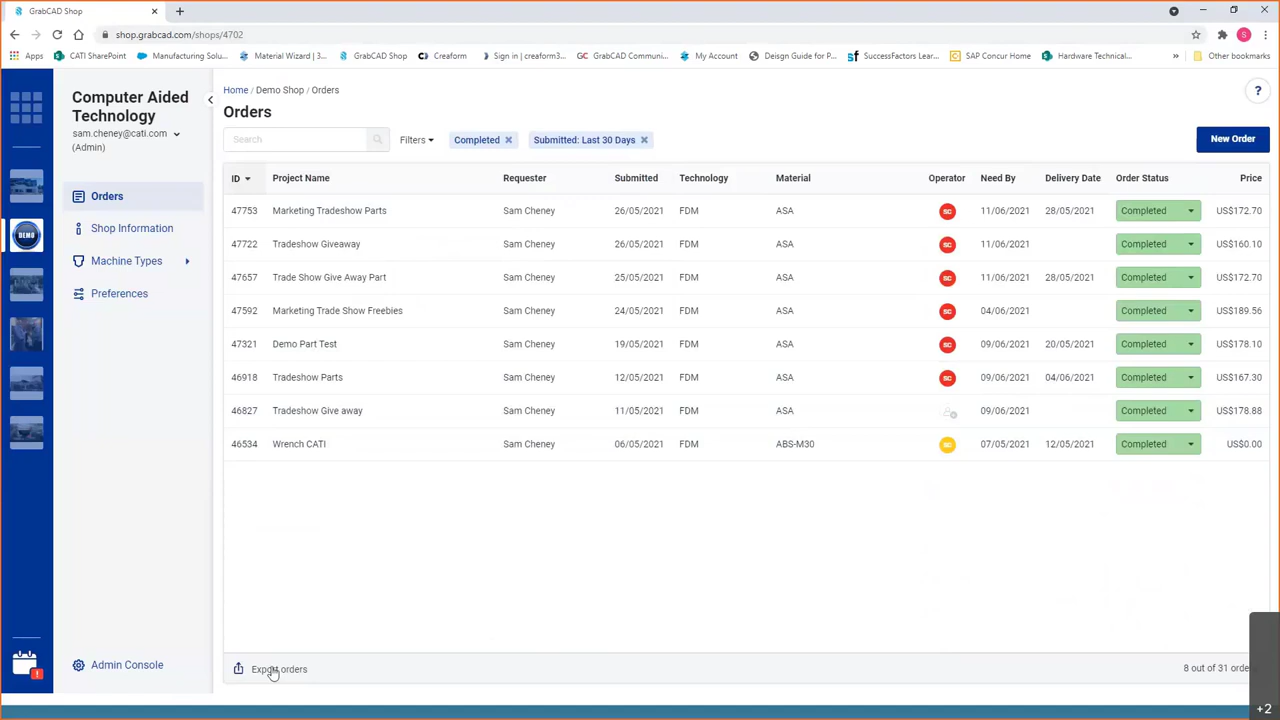 GrabCAD Shop
shop.grabcad.com/shops/4702
Apps CATI SharePoint Manufacturing Solu... Material Wizard | 3... GrabCAD Shop Creaform Sign in | creaform3... GC GrabCAD Communi... My Account Design Guide for P... SuccessFactors Lear... SAP Concur Home Hardware Technical... » Other bookmarks
Computer Aided
Technology
sam.cheney@cati.com
(Admin)
Orders
Shop Information
Machine Types
Preferences
Admin Console
DEMO
Home / Demo Shop / Orders
Orders
Search Filters Completed Submitted: Last 30 Days New Order
ID Project Name Requester Submitted Technology Material Operator Need By Delivery Date Order Status Price
47753 Marketing Tradeshow Parts Sam Cheney 26/05/2021 FDM ASA SC 11/06/2021 28/05/2021 Completed US$172.70
47722 Tradeshow Giveaway Sam Cheney 26/05/2021 FDM ASA SC 11/06/2021 Completed US$160.10
47657 Trade Show Give Away Part Sam Cheney 25/05/2021 FDM ASA SC 11/06/2021 28/05/2021 Completed US$172.70
47592 Marketing Trade Show Freebies Sam Cheney 24/05/2021 FDM ASA SC 04/06/2021 Completed US$189.56
47321 Demo Part Test Sam Cheney 19/05/2021 FDM ASA SC 09/06/2021 20/05/2021 Completed US$178.10
46918 Tradeshow Parts Sam Cheney 12/05/2021 FDM ASA SC 09/06/2021 04/06/2021 Completed US$167.30
46827 Tradeshow Give away Sam Cheney 11/05/2021 FDM ASA 09/06/2021 Completed US$178.88
46534 Wrench CATI Sam Cheney 06/05/2021 FDM ABS-M30 SC 07/05/2021 12/05/2021 Completed US$0.00
Export orders 8 out of 31
+2